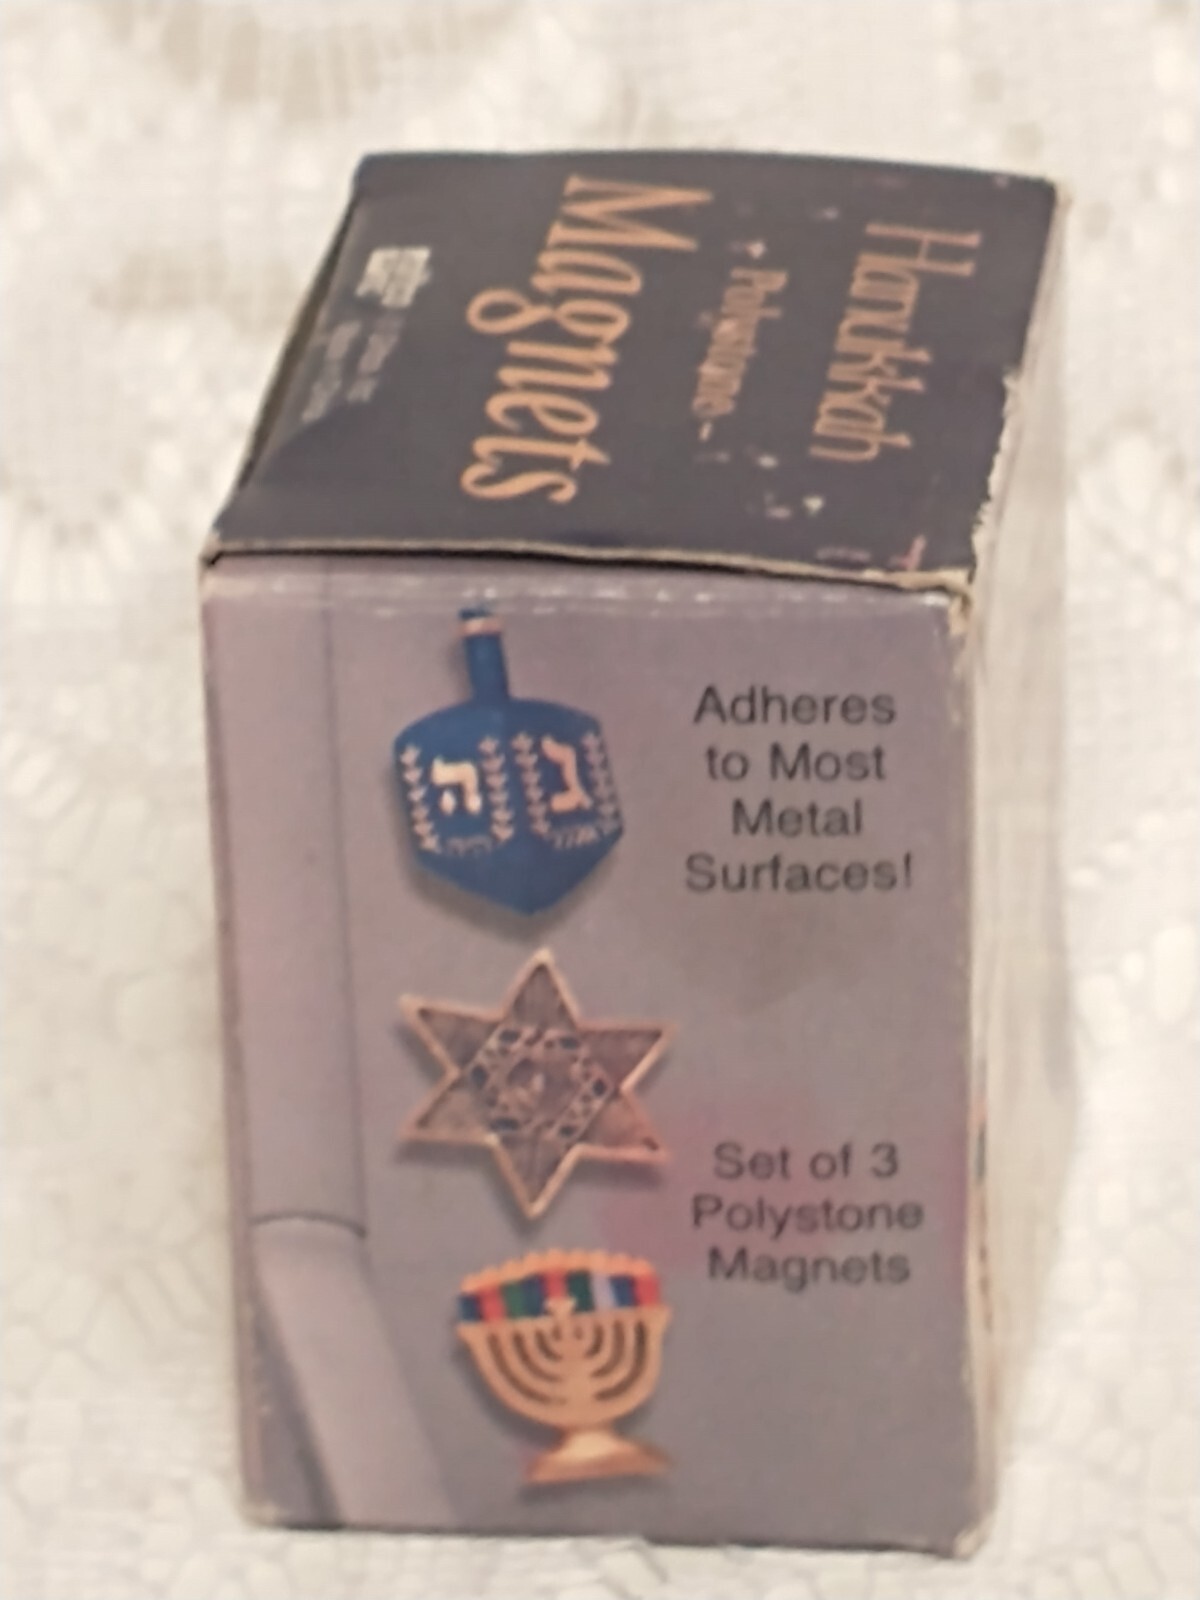 Hanukkah
- Polystone -
Magnets
Adheres
to Most
Metal
Surfaces!
Set of 3
Polystone
Magnets
ה
נ